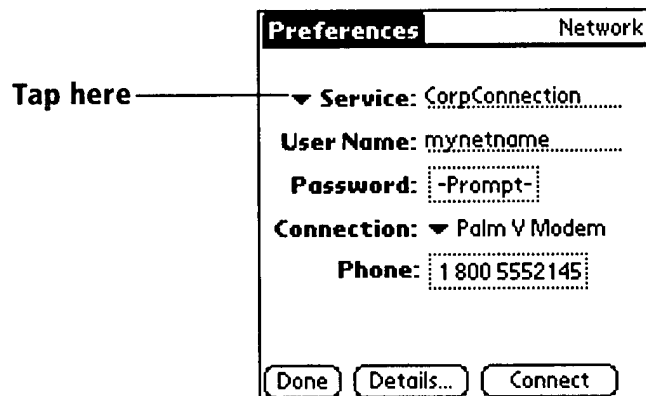 Preferences Network
Tap here
Service: CorpConnection
User Name: mynetname
Password: -Prompt-
Connection: Palm V Modem
Phone: 1 800 5552145
Done Details... Connect